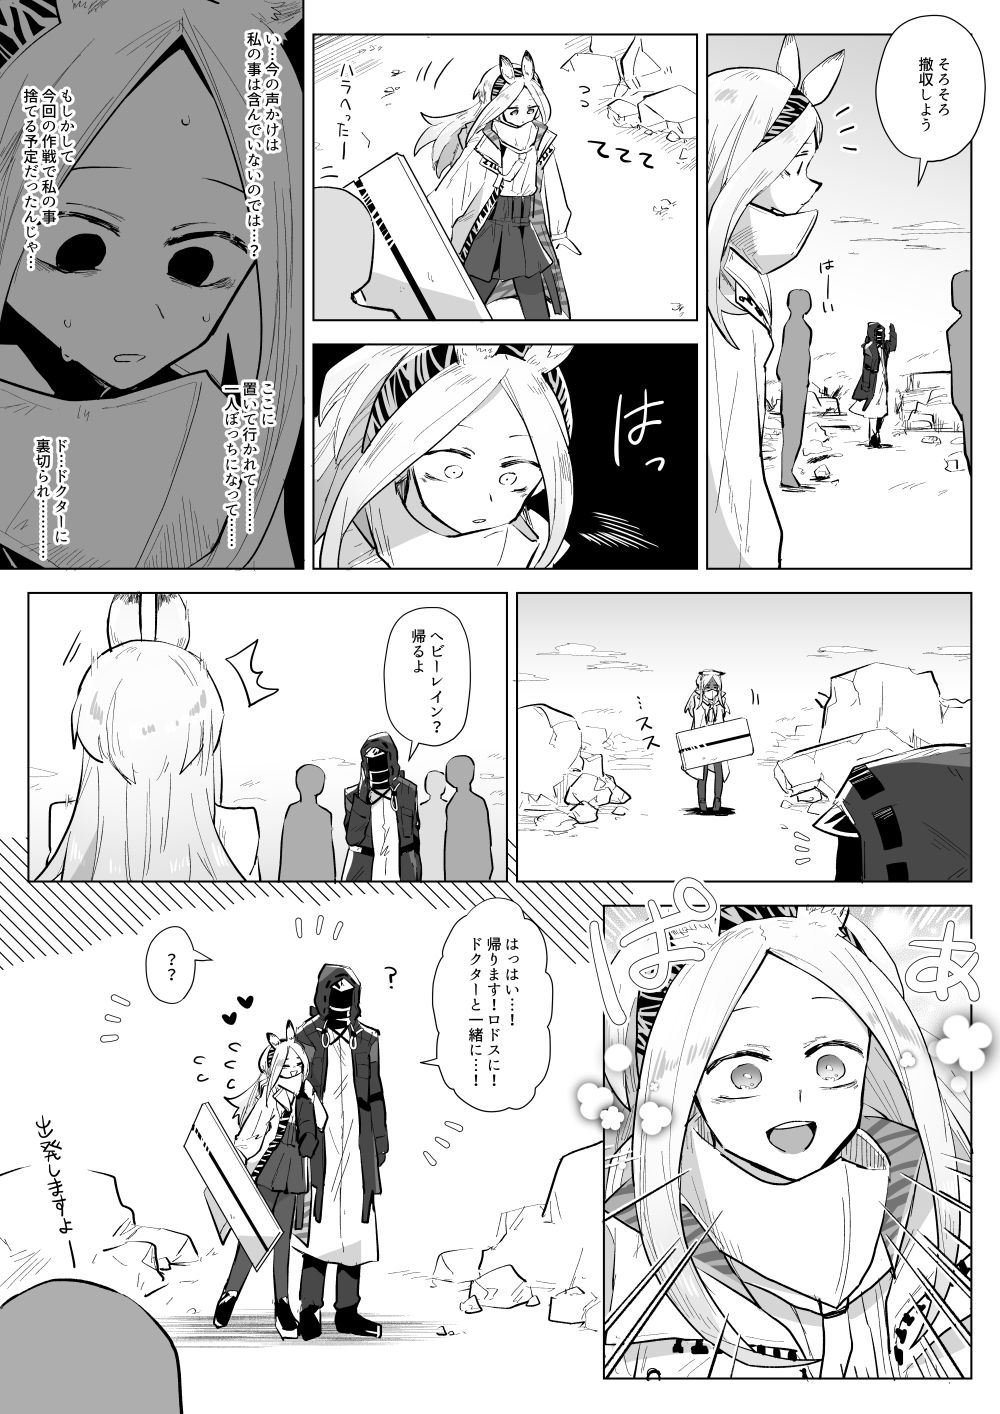 そろそろ
撤収しよう
はーい
ハラへったー
てててて
はっ
い…今の声かけは
私の事は含んでいないのでは…？
もしかして
今回の作戦で私の事
捨てる予定だったんじゃ…
ここに
置いて行かれて………
一人ぼっちになって……
ド…ドクターに
裏切られ…………
…スス
ヘビーレイン？
帰るよ
ぱぁ
はっはい…！
帰ります！ロドスに！
ドクターと一緒に…！
？
？？
出発しますよー